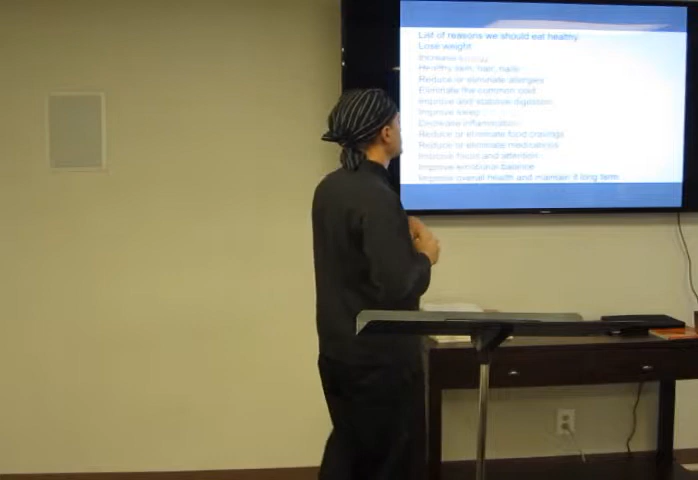 List of reasons we should eat healthy.
Lose weight
Increase energy
Healthy skin, hair, nails
Reduce or eliminate allergies
Eliminate the common cold
Improve and stabilize digestion
Improve sleep
Decrease inflammation
Reduce or eliminate food cravings
Reduce or eliminate medications
Improve focus and attention
Improve emotional balance
Improve overall health and maintain it long term